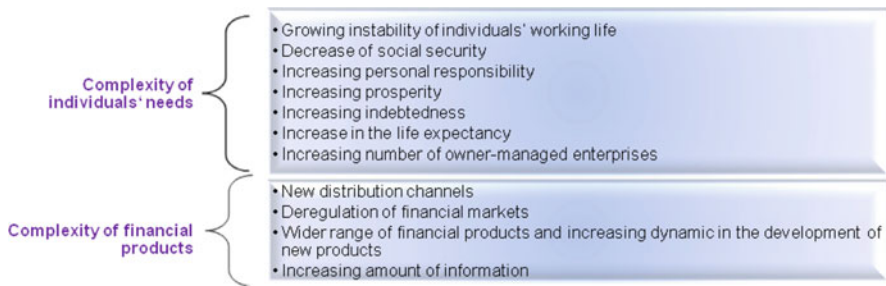 Complexity of
individuals' needs
• Growing instability of individuals' working life
• Decrease of social security
• Increasing personal responsibility
• Increasing prosperity
• Increasing indebtedness
• Increase in the life expectancy
• Increasing number of owner-managed enterprises
Complexity of financial
products
• New distribution channels
• Deregulation of financial markets
• Wider range of financial products and increasing dynamic in the development of
new products
• Increasing amount of information